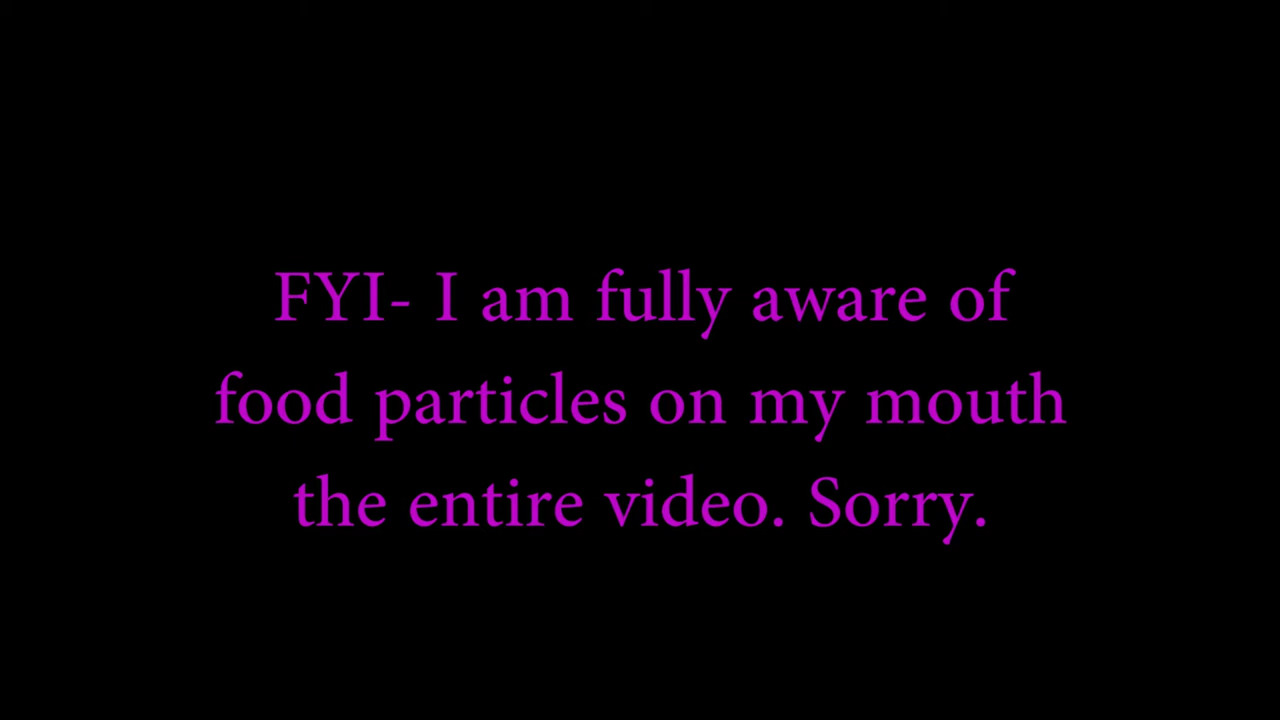 FYI- I am fully aware of
food particles on my mouth
the entire video. Sorry.